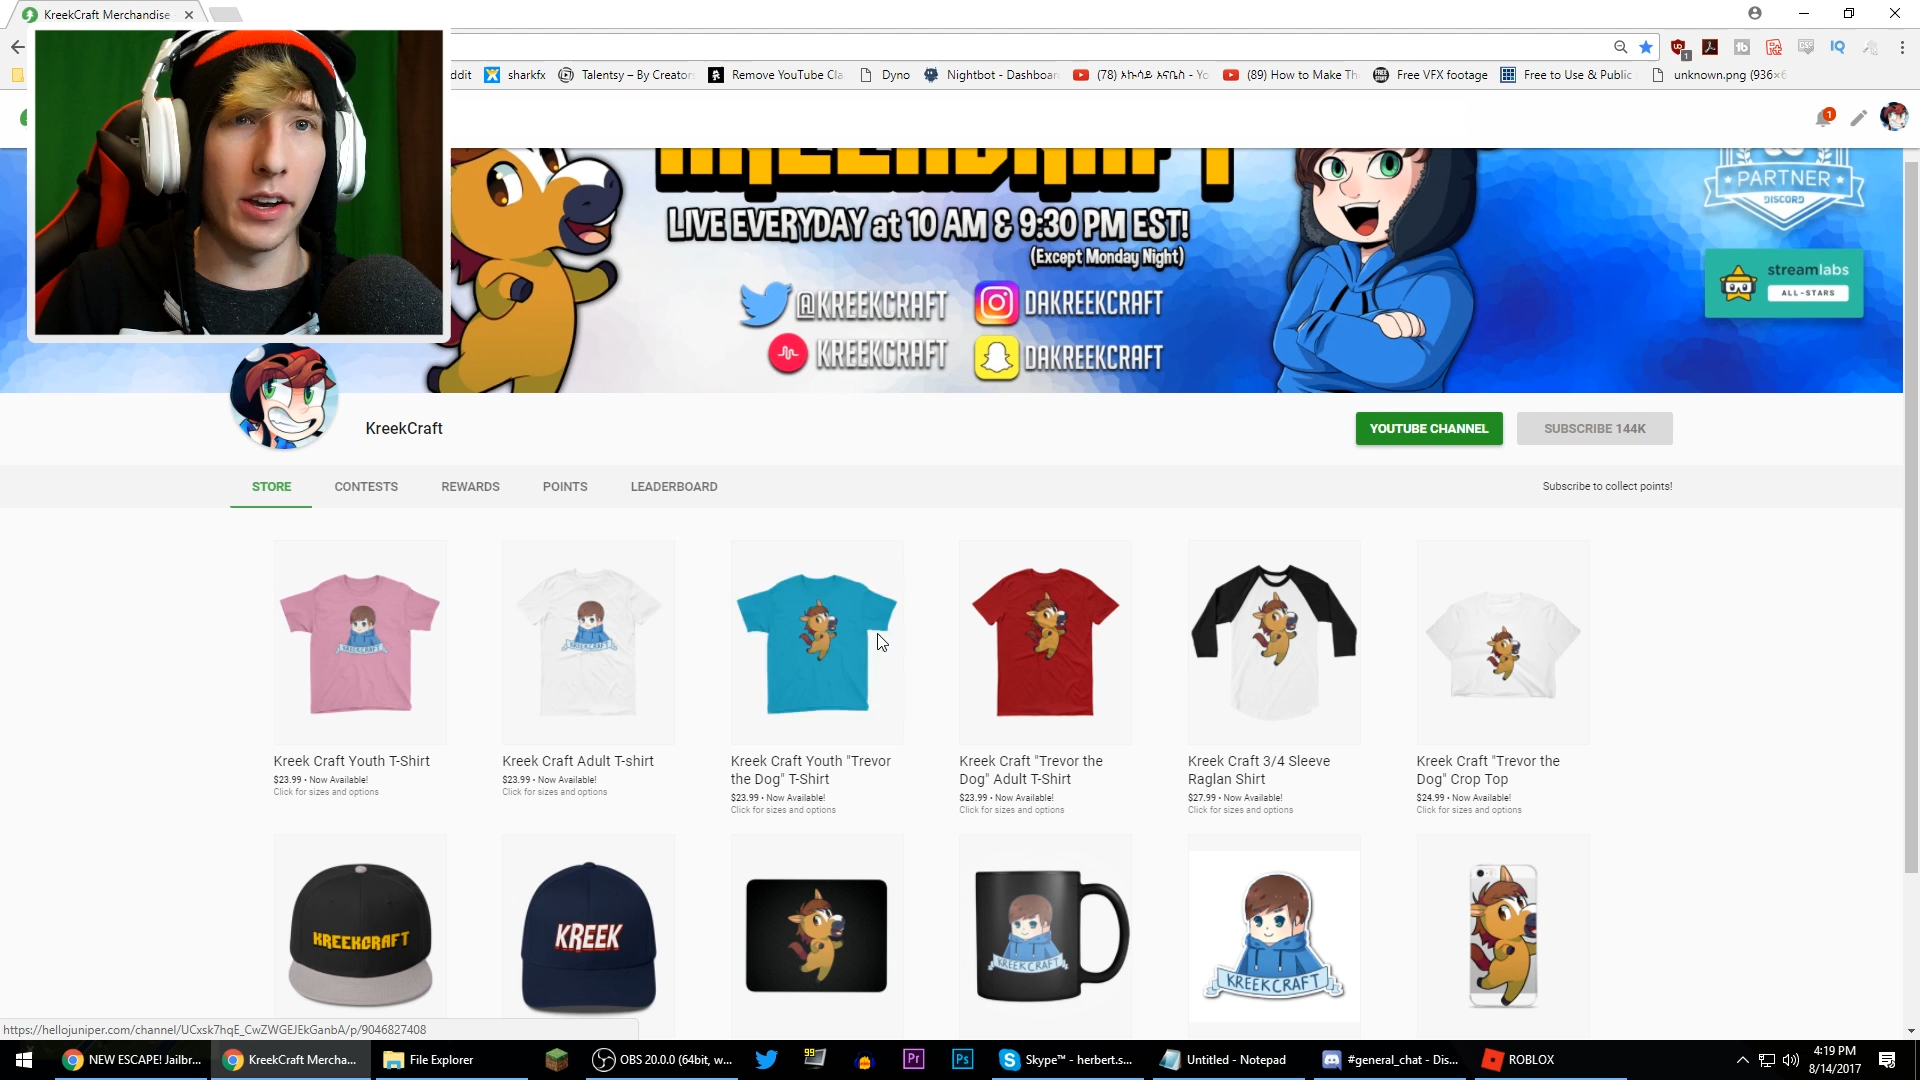 KreekCraft Merchandise
ddit
sharkfx
Talentsy – By Creator
Remove YouTube Cla
Dyno
Nightbot - Dashboar
(89) How to Make Th
Free VFX footage
Free to Use & Public
unknown.png (936×6
1
KREEKCRAFT
LIVE EVERYDAY at 10 AM & 9:30 PM EST!
(Except Monday Night)
@KREEKCRAFT
DAKREEKCRAFT
KREEKCRAFT
DAKREEKCRAFT
PARTNER
DISCORD
streamlabs
ALL-STARS
KreekCraft
YOUTUBE CHANNEL
SUBSCRIBE 144K
STORE
CONTESTS
REWARDS
POINTS
LEADERBOARD
Subscribe to collect points!
KREEKCRAFT
KREEKCRAFT
Kreek Craft Youth T-Shirt
$23.99 • Now Available!
Click for sizes and options
Kreek Craft Adult T-shirt
$23.99 • Now Available!
Click for sizes and options
Kreek Craft Youth "Trevor
the Dog" T-Shirt
$23.99 • Now Available!
Click for sizes and options
Kreek Craft "Trevor the
Dog" Adult T-Shirt
$23.99 • Now Available!
Click for sizes and options
Kreek Craft 3/4 Sleeve
Raglan Shirt
$27.99 • Now Available!
Click for sizes and options
Kreek Craft "Trevor the
Dog" Crop Top
$24.99 • Now Available!
Click for sizes and options
KREEKCRAFT
KREEK
KREEKCRAFT
KREEKCRAFT
https://hellojuniper.com/channel/UCxsk7hqE_CwZWGEJEkGanbA/p/9046827408
NEW ESCAPE! Jailbr...
KreekCraft Mercha...
File Explorer
OBS 20.0.0 (64bit, w...
99
Pr
Ps
Skype™ - herbert.s...
Untitled - Notepad
#general_chat - Dis...
ROBLOX
4:19 PM
8/14/2017